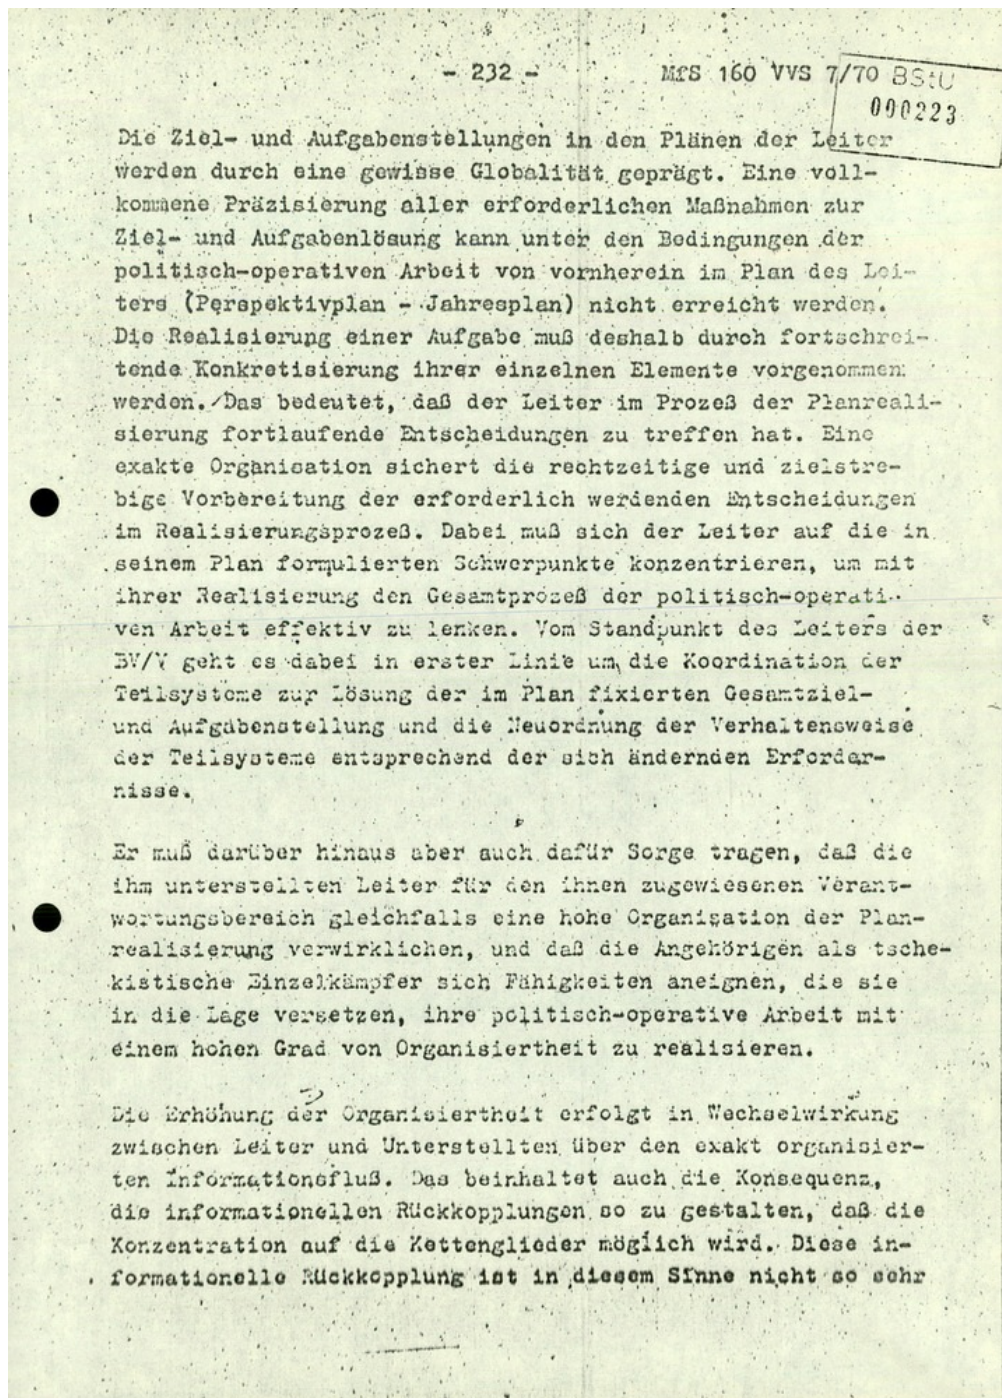 - 232 -
MfS 160 VVS 7/70 BStU
000223
Die Ziel- und Aufgabenstellungen in den Plänen der Leiter
werden durch eine gewisse Globalität geprägt. Eine voll-
kommene Präzisierung aller erforderlichen Maßnahmen zur
Ziel- und Aufgabenlösung kann unter den Bedingungen der
politisch-operativen Arbeit von vornherein im Plan des Lei-
ters (Perspektivplan - Jahresplan) nicht erreicht werden.
Die Realisierung einer Aufgabe muß deshalb durch fortschrei-
tende Konkretisierung ihrer einzelnen Elemente vorgenommen
werden. Das bedeutet, daß der Leiter im Prozeß der Planreali-
sierung fortlaufende Entscheidungen zu treffen hat. Eine
exakte Organisation sichert die rechtzeitige und zielstre-
bige Vorbereitung der erforderlich werdenden Entscheidungen
im Realisierungsprozeß. Dabei muß sich der Leiter auf die in
seinem Plan formulierten Schwerpunkte konzentrieren, um mit
ihrer Realisierung den Gesamtprozeß der politisch-operati-
ven Arbeit effektiv zu lenken. Vom Standpunkt des Leiters der
BV/V geht es dabei in erster Linie um die Koordination der
Teilsysteme zur Lösung der im Plan fixierten Gesamtziel-
und Aufgabenstellung und die Neuordnung der Verhaltensweise
der Teilsysteme entsprechend der sich ändernden Erforder-
nisse.
Er muß darüber hinaus aber auch dafür Sorge tragen, daß die
ihm unterstellten Leiter für den ihnen zugewiesenen Verant-
wortungsbereich gleichfalls eine hohe Organisation der Plan-
realisierung verwirklichen, und daß die Angehörigen als tsche-
kistische Einzelkämpfer sich Fähigkeiten aneignen, die sie
in die Lage versetzen, ihre politisch-operative Arbeit mit
einem hohen Grad von Organisiertheit zu realisieren.
Die Erhöhung der Organisiertheit erfolgt in Wechselwirkung
zwischen Leiter und Unterstellten über den exakt organisier-
ten Informationsfluß. Das beinhaltet auch die Konsequenz,
die informationellen Rückkopplungen so zu gestalten, daß die
Konzentration auf die Kettenglieder möglich wird. Diese in-
formationelle Rückkopplung ist in diesem Sinne nicht so sehr